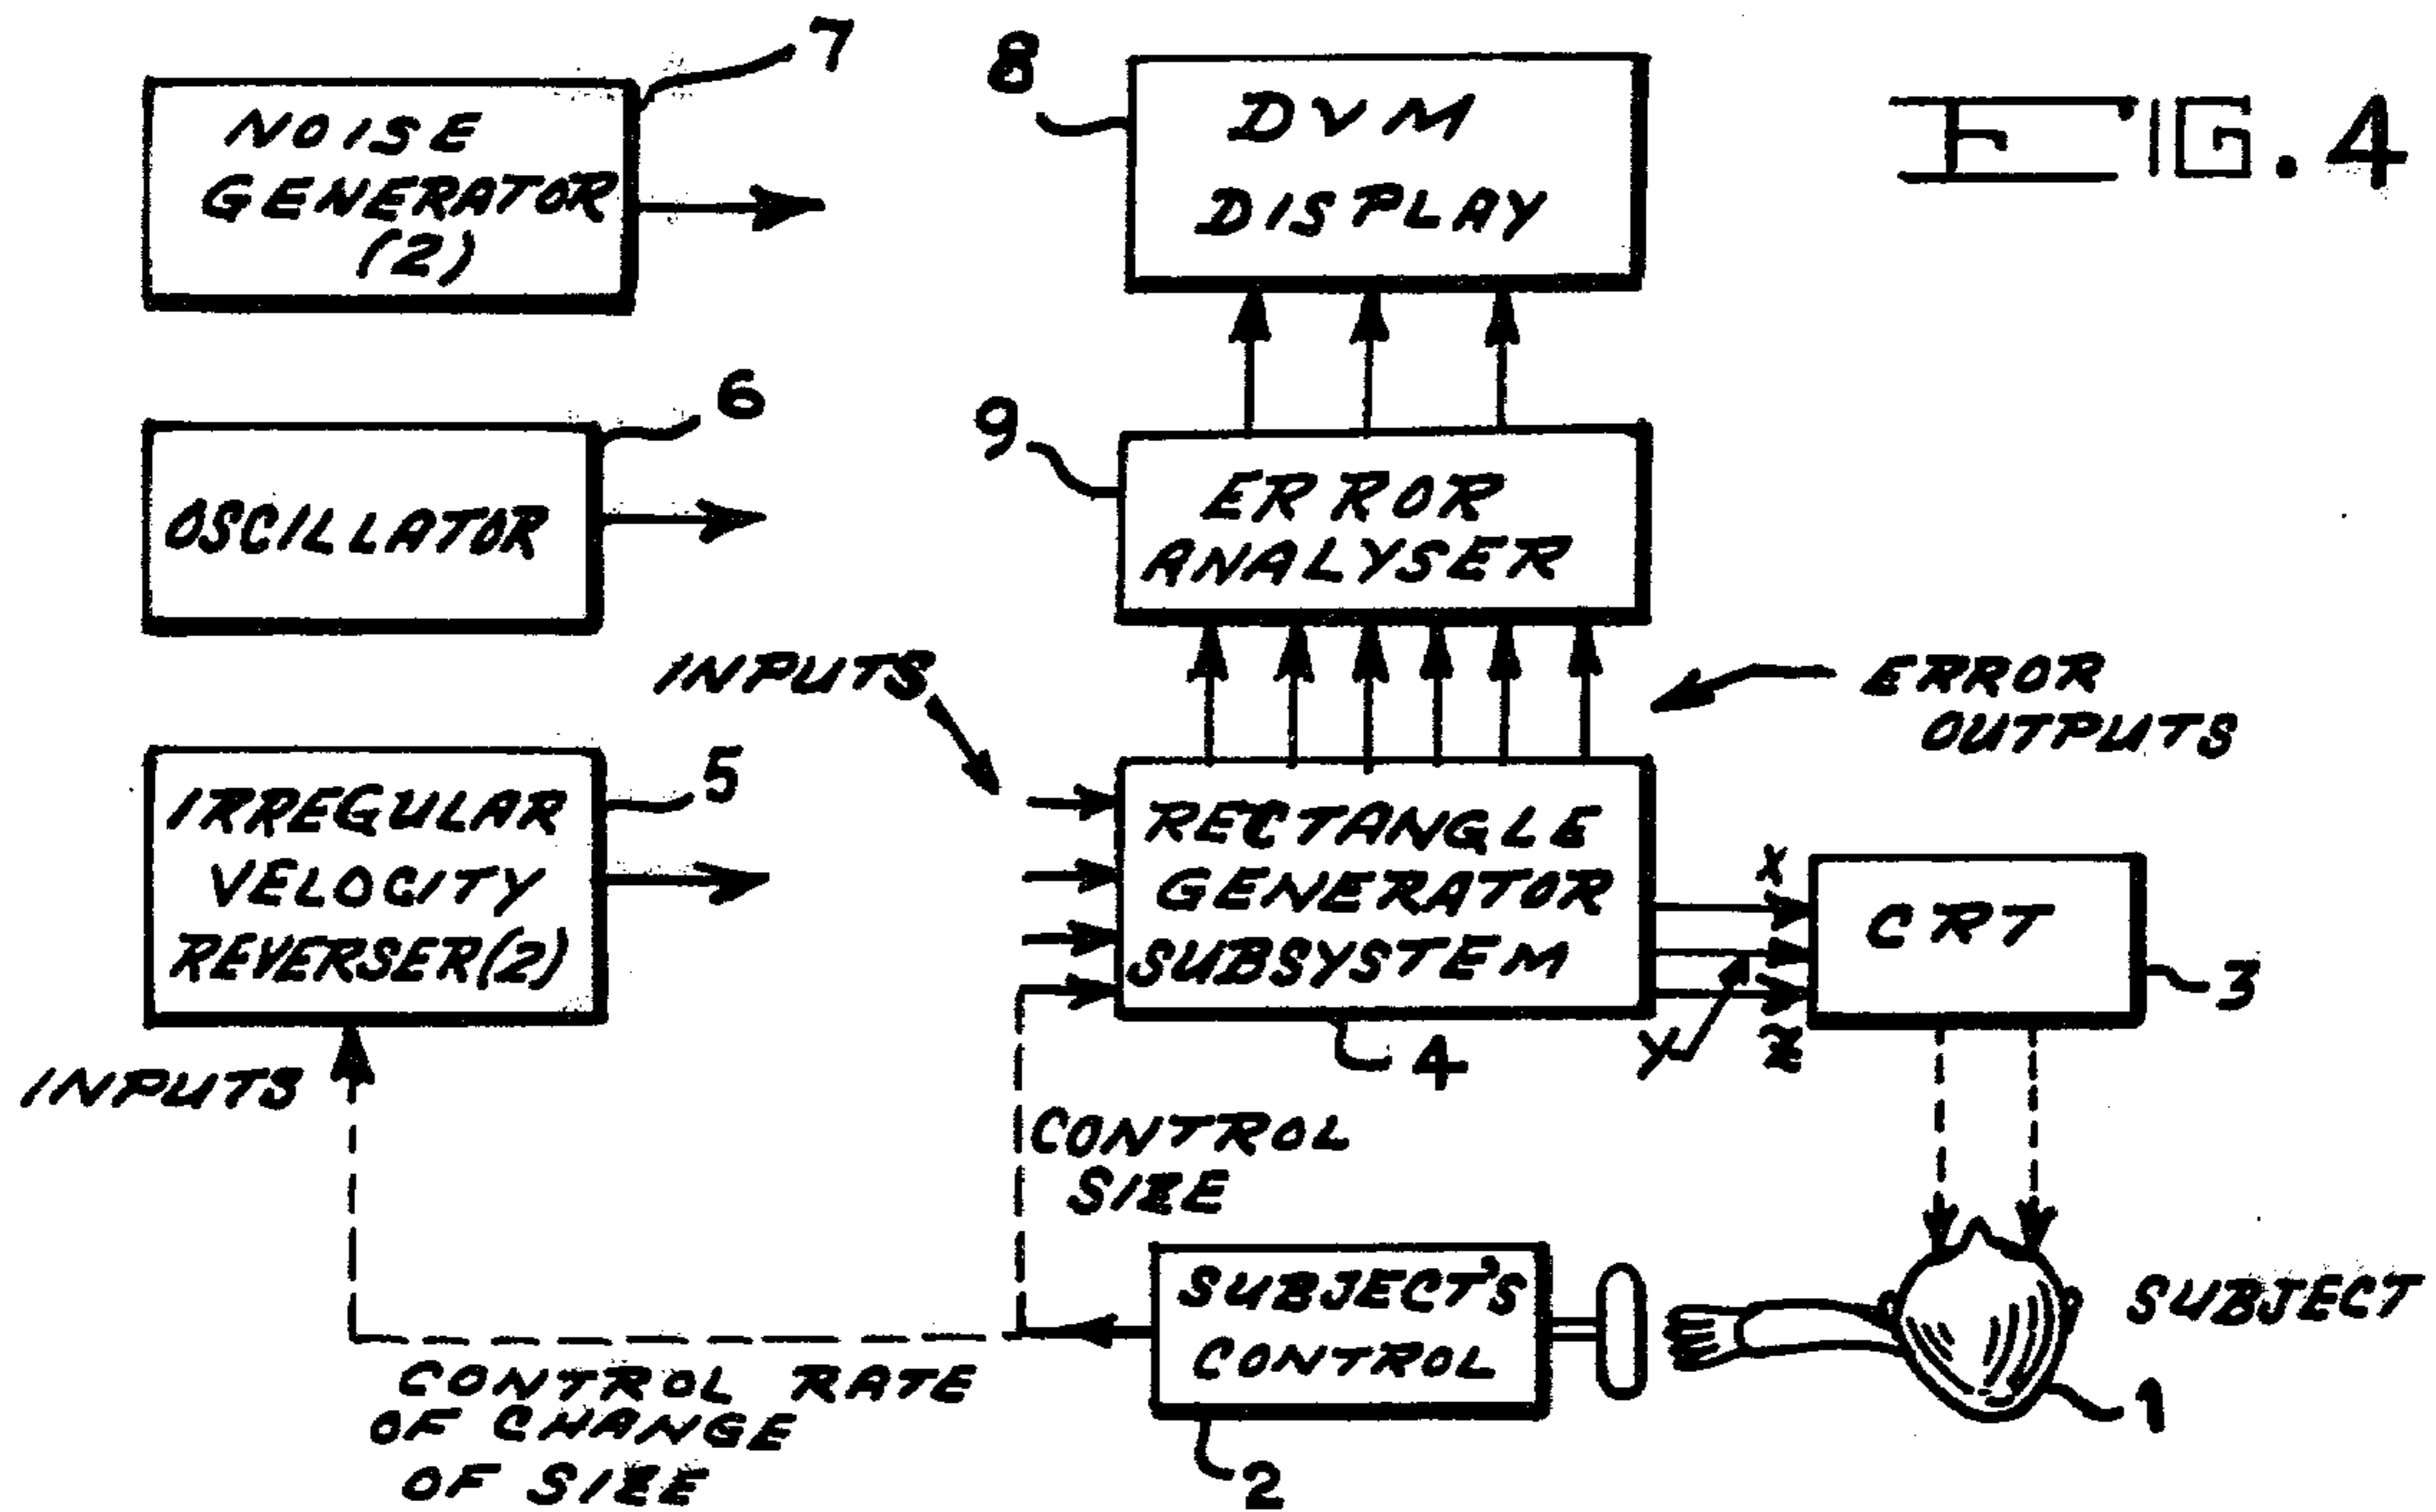 FIG. 4
7
NOISE
GENERATOR
(2)
8
DVM
DISPLAY
6
OSCILLATOR
9
ERROR
ANALYSER
INPUTS
ERROR
OUTPUTS
5
IRREGULAR
VELOCITY
REVERSER(2)
RECTANGLE
GENERATOR
SUBSYSTEM
4
X
Y
Z
CRT
3
INPUTS
CONTROL
SIZE
CONTROL RATE
OF CHANGE
OF SIZE
SUBJECT'S
CONTROL
2
SUBJECT
1